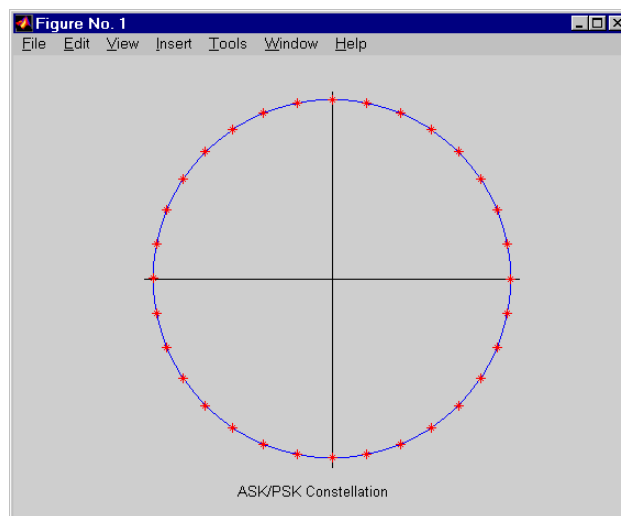 Figure No. 1
File Edit View Insert Tools Window Help
ASK/PSK Constellation